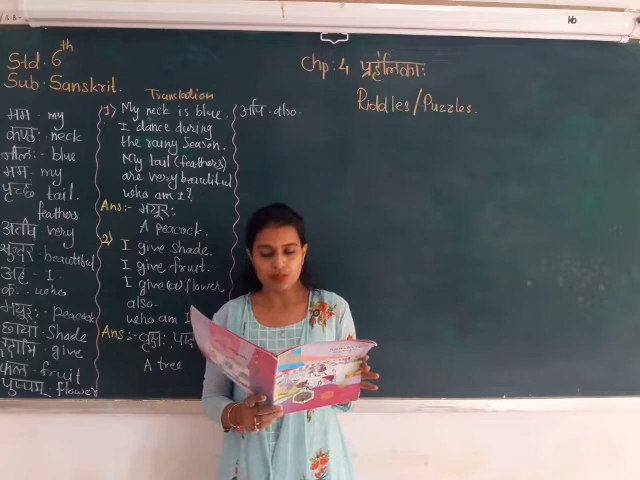 Std. 6th
Sub: Sanskrit.
Chp: 4 प्रहेलिकाः
Riddles/Puzzles.
मम - my
कण्ठः neck
नीलः - blue
मम - my
पृच्छं tail.
feathers
अतीव - very
सुन्दरं beautiful
अहं - I.
कः - who
मयूरः - peacock
छाया Shade
ददामि - give
फलं - fruit
पुष्पम् - flower
Translation
1) My neck is blue.
I dance during
the rainy season.
My tail (feathers)
are very beautiful
who am I?
Ans:- मयूरः
A peacock.
2) I give shade.
I give fruit.
I give (a) flower
also.
who am I
Ans:- वृक्षः
A tree
अपि - also.